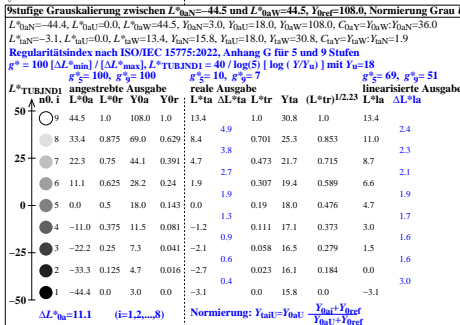 9stufige Grauskalierung zwischen L*0aN=−44.5 und L*0aW=44.5, Y0ref=108.0, Normierung Grau
L*0aN=−44.4, L*0aU=0.0, L*0aW=44.5, Y0aN=3.0, Y0aU=18.0, Y0aW=108.0, C0aY=Y0aW:Y0aN=36.0
L*taN=−3.1, L*taU=0.0, L*taW=13.4, YtaN=15.8, YtaU=18.0, YtaW=30.8, CtaY=YtaW:YtaN=1.9
Regularitätsindex nach ISO/IEC 15775:2022, Anhang G für 5 und 9 Stufen
g* = 100 [ΔL*min] / [ΔL*max], L*TUBJND1 = 40 / log(5) [ log ( Y/Yu) ] mit Yu=18
g*5= 100, g*9= 100 g*5= 10, g*9= 7 g*5= 69, g*9= 51
L*TUBJND1 angestrebte Ausgabe reale Ausgabe linearisierte Ausgabe
n0. i L*0a L*0r Y0a Y0r L*ta ΔL*ta L*tr Yta (L*tr)1/2.23 L*la ΔL*la
9 44.5 1.0 108.0 1.0 13.4 1.0 30.8 1.0 13.4
50
4.9 2.4
8 33.4 0.875 69.0 0.629 8.4 0.701 25.3 0.853 11.0
3.8 2.3
7 22.3 0.75 44.1 0.391 4.7 0.473 21.7 0.715 8.7
25
2.7 2.1
6 11.1 0.625 28.2 0.24 1.9 0.307 19.4 0.589 6.6
1.9 1.9
0
5 0.0 0.5 18.0 0.143 0.0 0.19 18.0 0.476 4.7
1.3 1.7
4 −11.0 0.375 11.5 0.081 −1.2 0.111 17.1 0.373 3.0
0.9 1.6
−25
3 −22.2 0.25 7.3 0.041 −2.1 0.058 16.5 0.279 1.5
0.6 1.6
2 −33.3 0.125 4.7 0.016 −2.7 0.023 16.1 0.184 0.0
0.4 3.0
−50
1 −44.4 0.0 3.0 0.0 −3.1 0.0 15.8 0.0 −3.1
ΔL*0a=11.1 (i=1,2,...,8) Normierung: YtaiU=Y0aU Y0ai+Y0ref
Y0aU+Y0ref